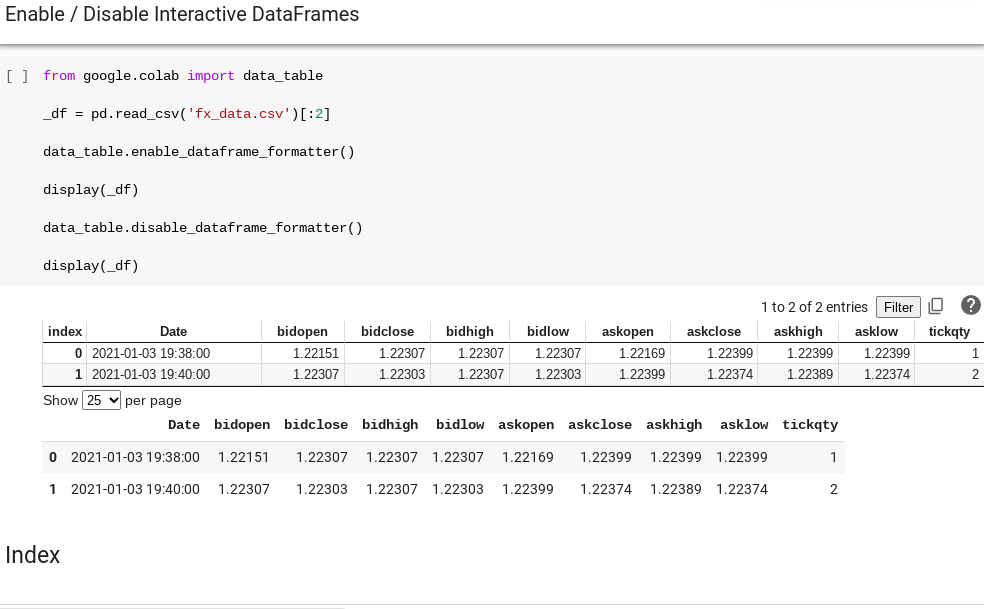 Enable / Disable Interactive DataFrames
[ ] from google.colab import data_table
_df = pd.read_csv('fx_data.csv')[:2]
data_table.enable_dataframe_formatter()
display(_df)
data_table.disable_dataframe_formatter()
display(_df)
1 to 2 of 2 entries Filter ?
index Date bidopen bidclose bidhigh bidlow askopen askclose askhigh asklow tickqty
0 2021-01-03 19:38:00 1.22151 1.22307 1.22307 1.22307 1.22169 1.22399 1.22399 1.22399 1
1 2021-01-03 19:40:00 1.22307 1.22303 1.22307 1.22303 1.22399 1.22374 1.22389 1.22374 2
Show 25 per page
Date bidopen bidclose bidhigh bidlow askopen askclose askhigh asklow tickqty
0 2021-01-03 19:38:00 1.22151 1.22307 1.22307 1.22307 1.22169 1.22399 1.22399 1.22399 1
1 2021-01-03 19:40:00 1.22307 1.22303 1.22307 1.22303 1.22399 1.22374 1.22389 1.22374 2
Index